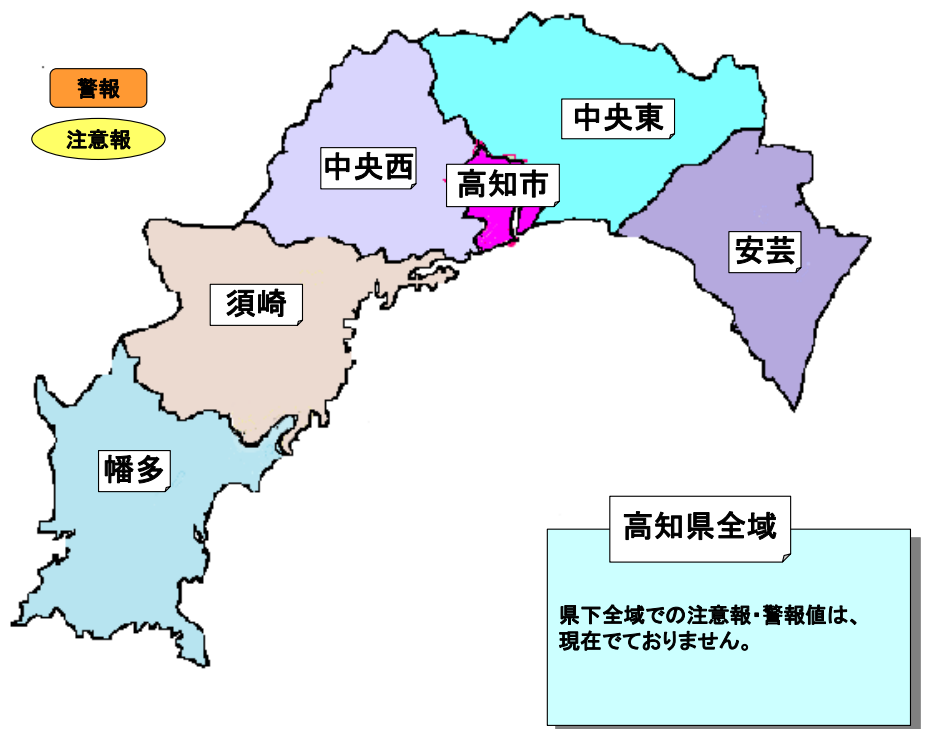 警報
注意報
中央東
中央西
高知市
安芸
須崎
幡多
高知県全域
県下全域での注意報・警報値は、
現在でておりません。